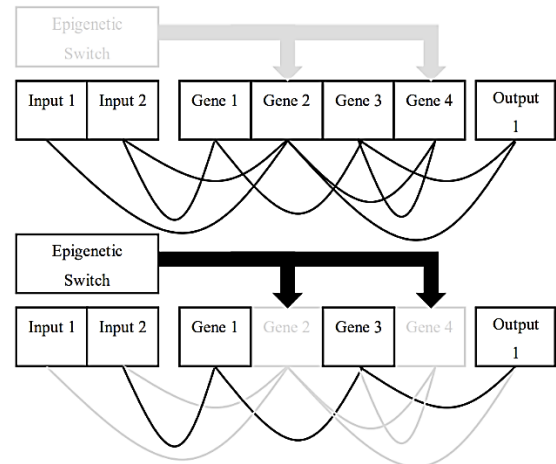 Epigenetic
Switch
Input 1 Input 2 Gene 1 Gene 2 Gene 3 Gene 4 Output
1
Epigenetic
Switch
Input 1 Input 2 Gene 1 Gene 2 Gene 3 Gene 4 Output
1